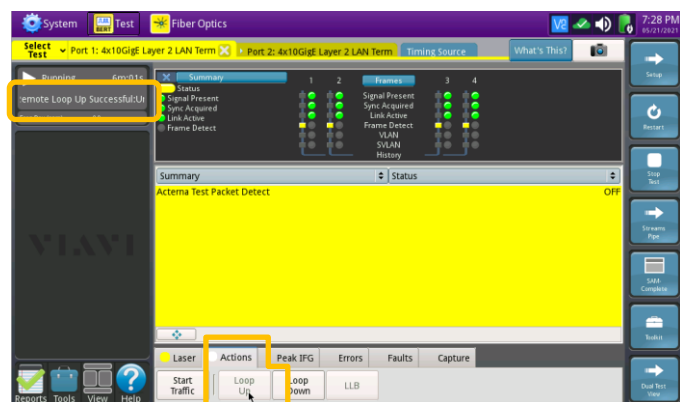 System
Test
Fiber Optics
7:28 PM
05/21/2021
Select
Test
Port 1: 4x10GigE Layer 2 LAN Term
Port 2: 4x10GigE Layer 2 LAN Term
Timing Source
What's This?
Running
6m:01s
emote Loop Up Successful:Ur
Summary
1
2
Frames
3
4
Status
Signal Present
Sync Acquired
Link Active
Frame Detect
Signal Present
Sync Acquired
Link Active
Frame Detect
VLAN
SVLAN
History
Setup
Restart
Stop
Test
Streams
Pipe
SAM-
Complete
Toolkit
Dual Test
View
Summary
Status
Acterna Test Packet Detect
OFF
VIAVI
Laser
Actions
Peak IFG
Errors
Faults
Capture
Start
Traffic
Loop
Up
Loop
Down
LLB
Reports
Tools
View
Help